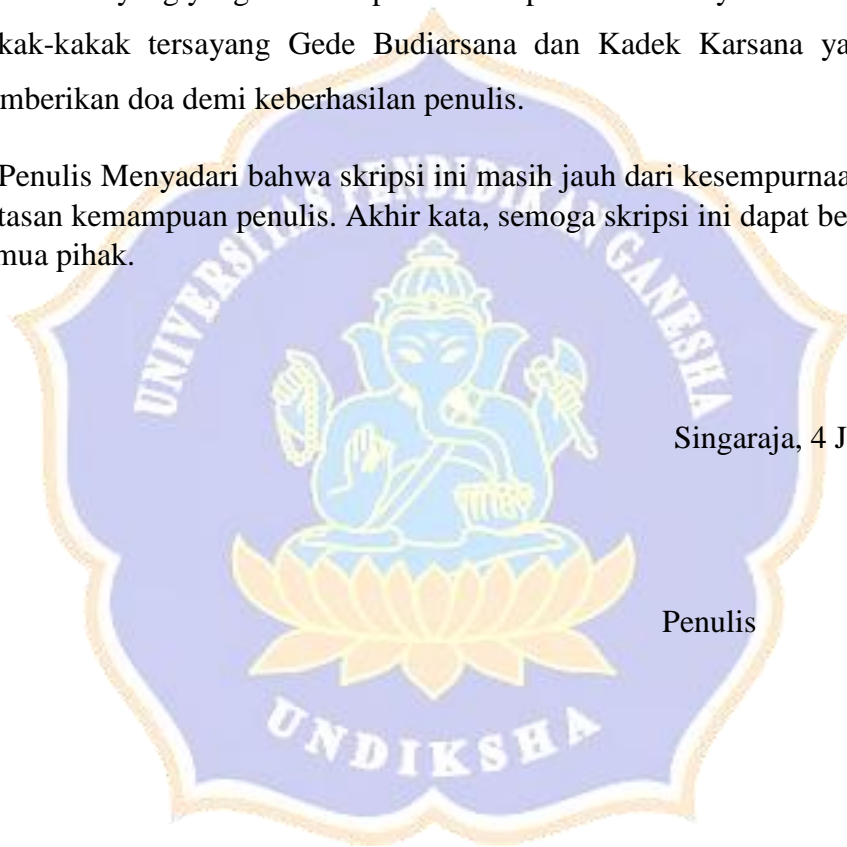 kak-kakak tersayang Gede Budiarsana dan Kadek Karsana ya
mberikan doa demi keberhasilan penulis.
Penulis Menyadari bahwa skripsi ini masih jauh dari kesempurnaa
tasan kemampuan penulis. Akhir kata, semoga skripsi ini dapat be
mua pihak.
UNIVERSITAS PENDIDIKAN GANESHA
Singaraja, 4 J
Penulis
UNDIKSHA